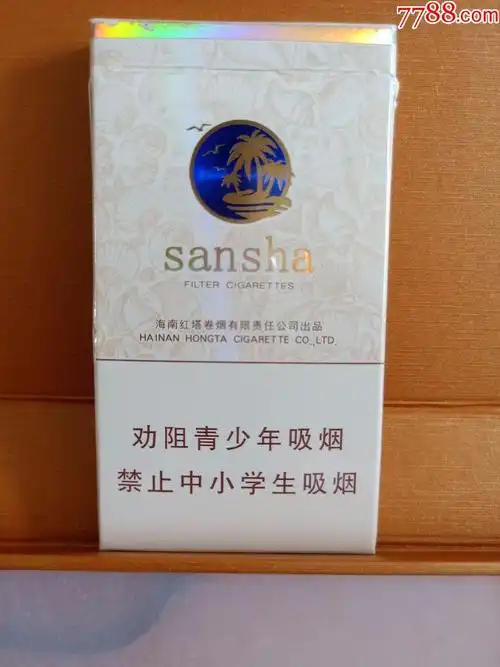 7788.com
sansha
FILTER CIGARETTES
海南红塔卷烟有限责任公司出品
HAINAN HONGTA CIGARETTE CO.,LTD.
劝阻青少年吸烟
禁止中小学生吸烟